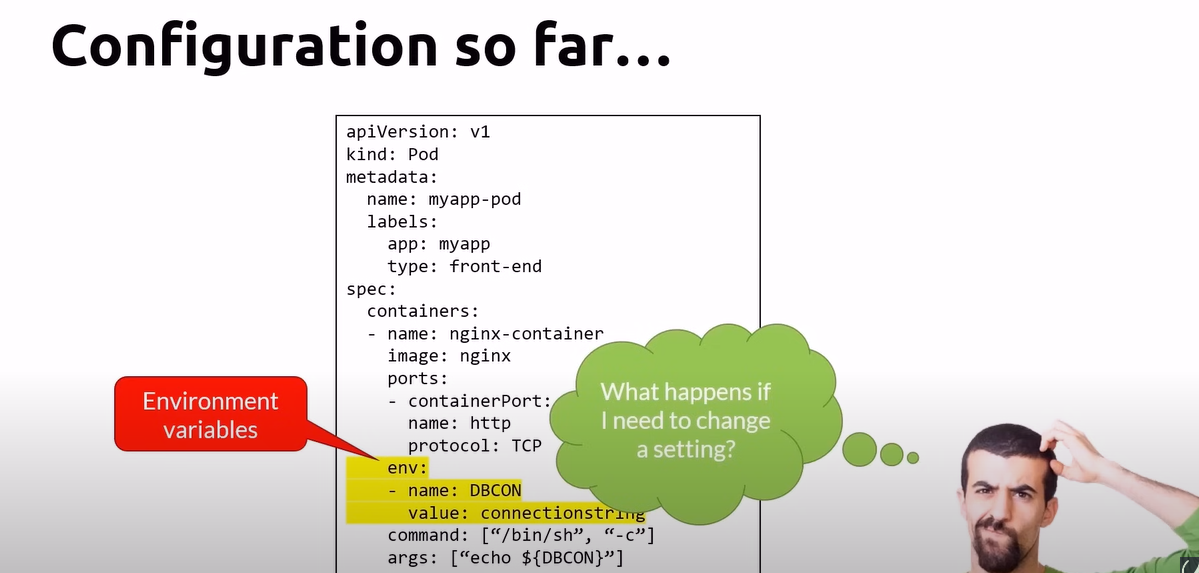 Configuration so far...
apiVersion: v1
kind: Pod
metadata:
  name: myapp-pod
  labels:
    app: myapp
    type: front-end
spec:
  containers:
  - name: nginx-container
    image: nginx
    ports:
    - containerPort:
      name: http
      protocol: TCP
    env:
    - name: DBCON
      value: connectionstring
    command: [“/bin/sh”, “-c”]
    args: [“echo ${DBCON}”]
Environment
variables
What happens if
I need to change
a setting?